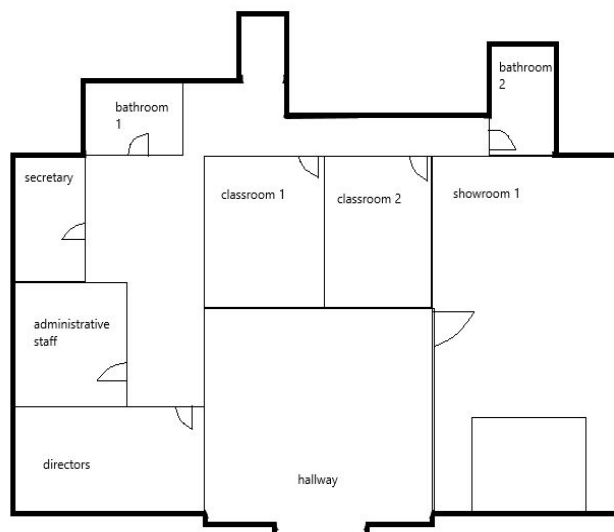 bathroom
2
bathroom
1
secretary
classroom 1
classroom 2
showroom 1
administrative
staff
directors
hallway